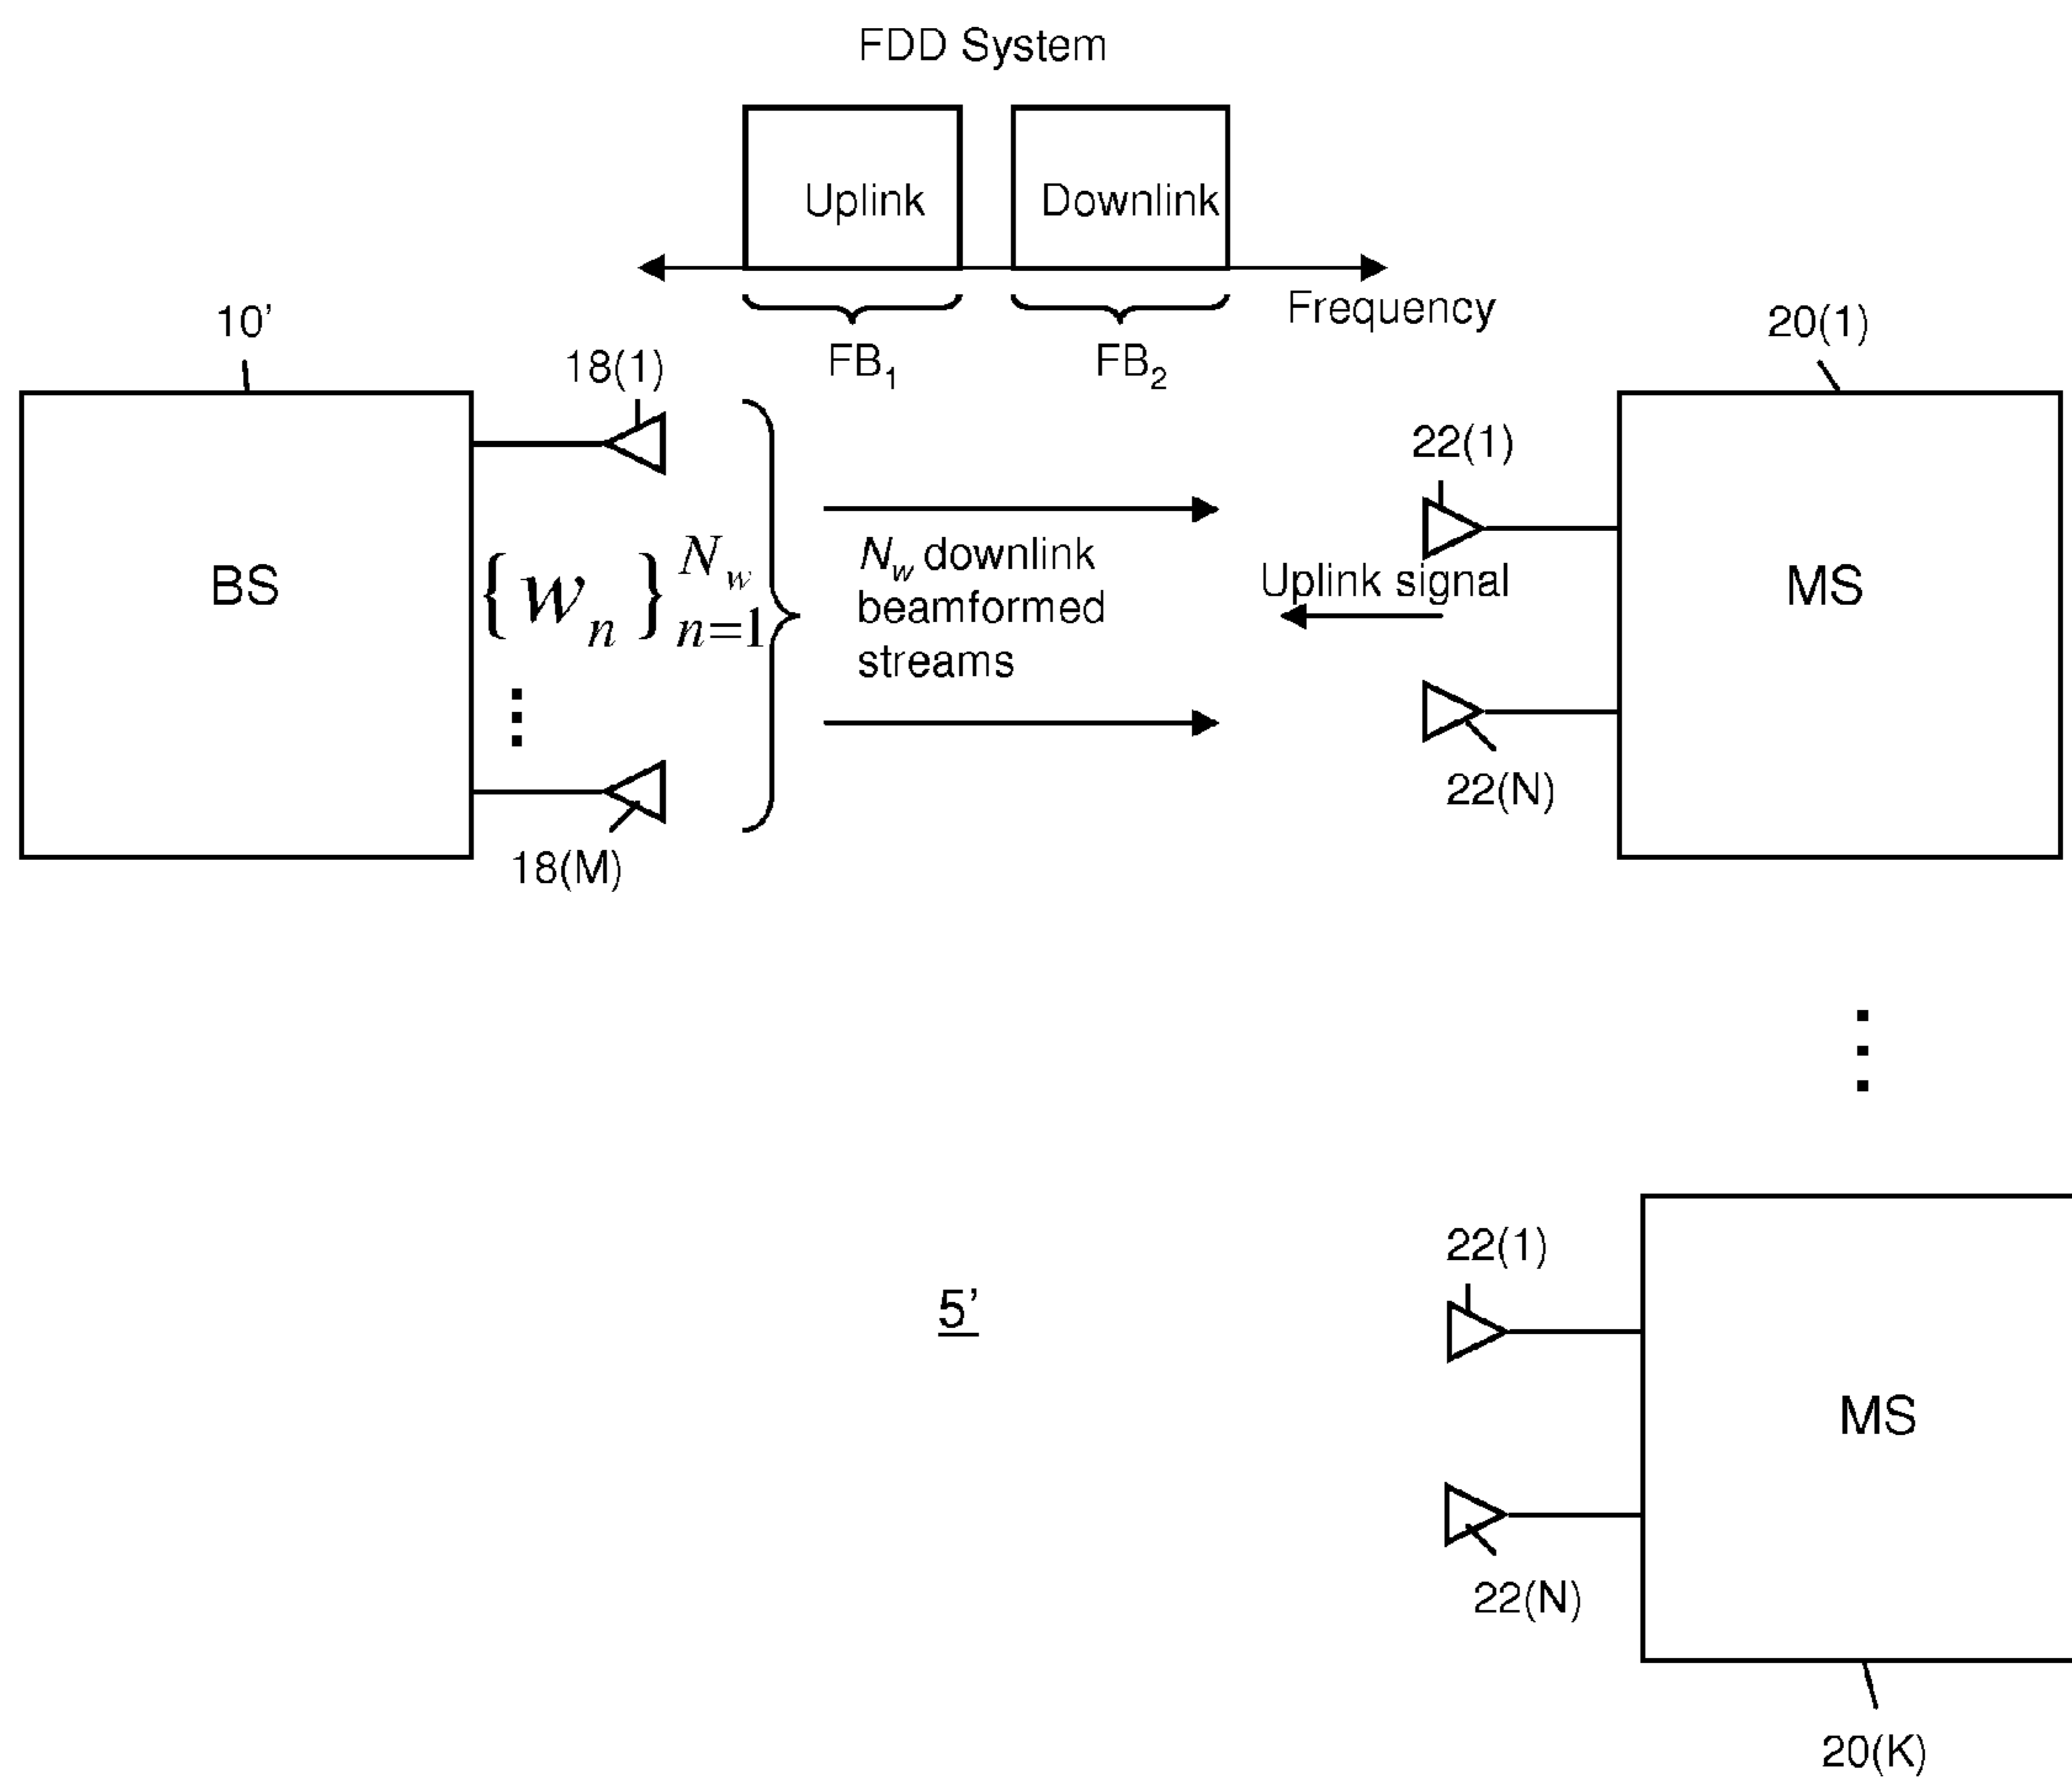 FDD System
Uplink
Downlink
Frequency
FB1
FB2
10’
18(1)
20(1)
22(1)
BS
{wn}Nw n=1
Nw downlink
beamformed
streams
Uplink signal
MS
22(N)
18(M)
22(1)
5’
MS
22(N)
20(K)